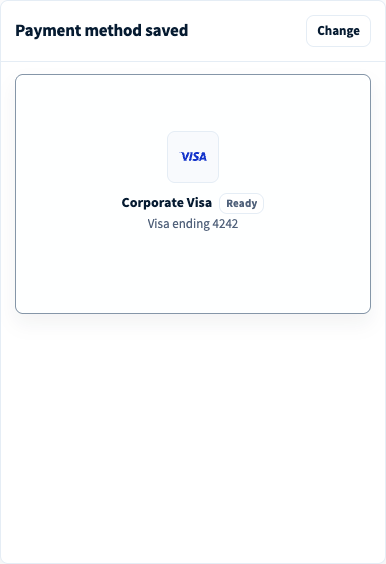 Payment method saved
Change
VISA
Corporate Visa Ready
Visa ending 4242